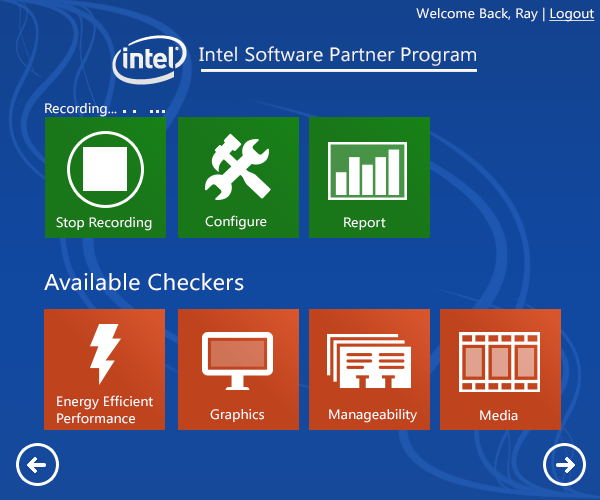 Welcome Back, Ray | Logout
intel® Intel Software Partner Program
Recording... . . ...
Stop Recording
Configure
Report
Available Checkers
Energy Efficient
Performance
Graphics
Manageability
Media